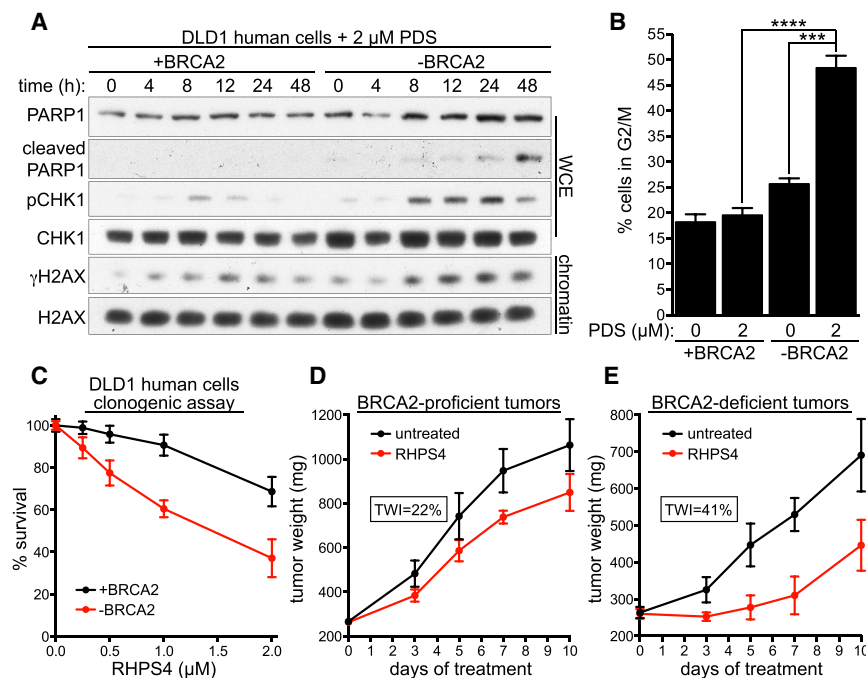 A
DLD1 human cells + 2 µM PDS
+BRCA2 -BRCA2
time (h): 0 4 8 12 24 48 0 4 8 12 24 48
PARP1
cleaved
PARP1
pCHK1
CHK1
WCE
γH2AX
H2AX
chromatin
B
****
***
% cells in G2/M
55
50
45
40
35
30
25
20
15
10
5
0
PDS (µM): 0 2 0 2
+BRCA2 -BRCA2
C
DLD1 human cells
clonogenic assay
% survival
100
80
60
40
20
0
+BRCA2
-BRCA2
0.0 0.5 1.0 1.5 2.0
RHPS4 (µM)
D
BRCA2-proficient tumors
tumor weight (mg)
1200
1000
800
600
400
200
untreated
RHPS4
TWI=22%
0 1 2 3 4 5 6 7 8 9 10
days of treatment
E
BRCA2-deficient tumors
tumor weight (mg)
800
700
600
500
400
300
200
untreated
RHPS4
TWI=41%
0 1 2 3 4 5 6 7 8 9 10
days of treatment